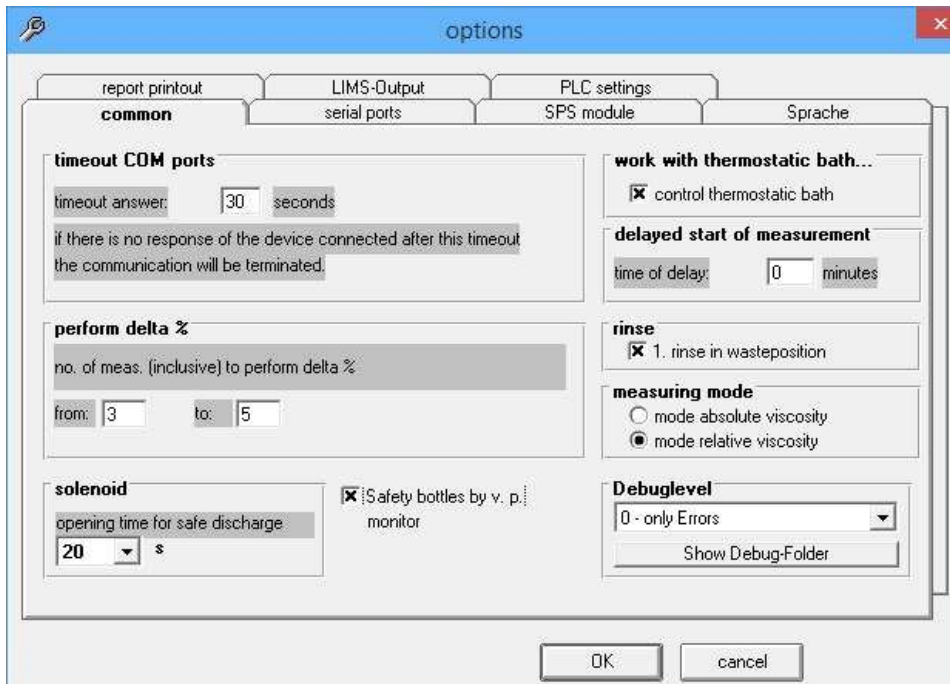 options
report printout
LIMS-Output
PLC settings
common
serial ports
SPS module
Sprache
timeout COM ports
timeout answer: 30 seconds
if there is no response of the device connected after this timeout
the communication will be terminated.
work with thermostatic bath...
control thermostatic bath
delayed start of measurement
time of delay: 0 minutes
perform delta %
no. of meas. (inclusive) to perform delta %
from: 3 to: 5
rinse
1. rinse in wasteposition
measuring mode
mode absolute viscosity
mode relative viscosity
solenoid
opening time for safe discharge
20 s
Safety bottles by v. p.
monitor
Debuglevel
0 - only Errors
Show Debug-Folder
OK
cancel